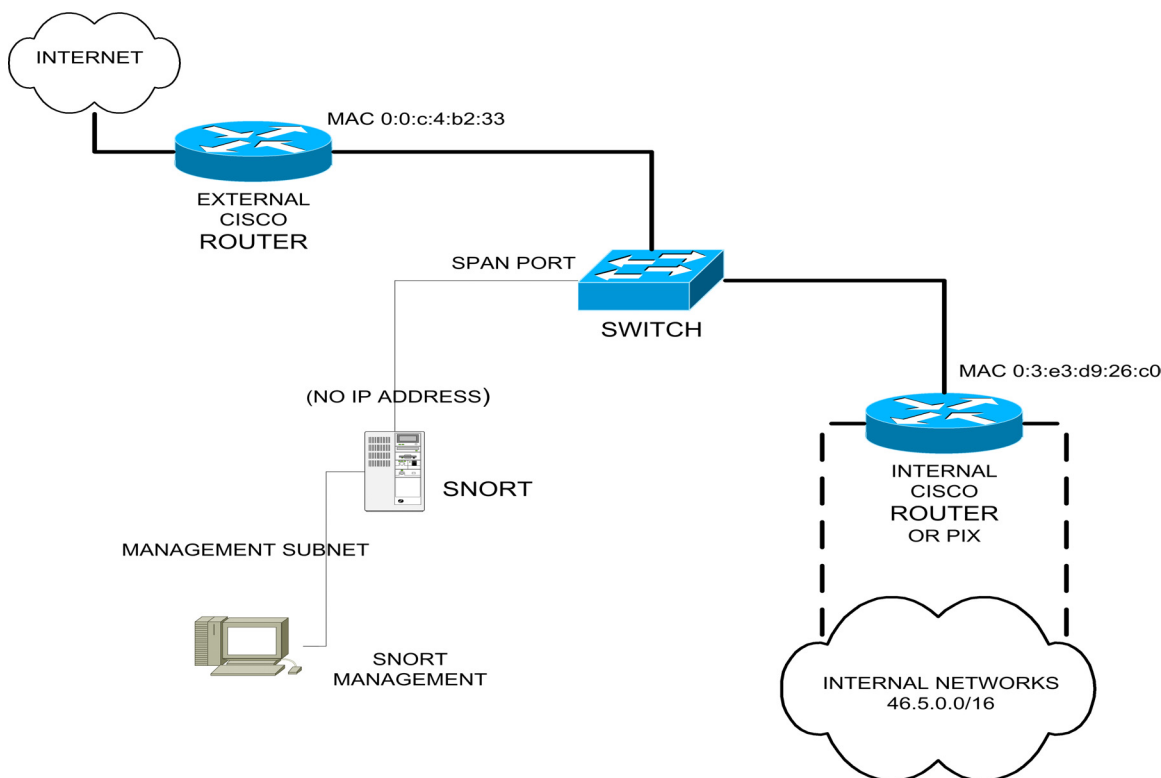 INTERNET
MAC 0:0:c:4:b2:33
EXTERNAL
CISCO
ROUTER
SPAN PORT
SWITCH
MAC 0:3:e3:d9:26:c0
(NO IP ADDRESS)
SNORT
INTERNAL
CISCO
ROUTER
OR PIX
MANAGEMENT SUBNET
SNORT
MANAGEMENT
INTERNAL NETWORKS
46.5.0.0/16